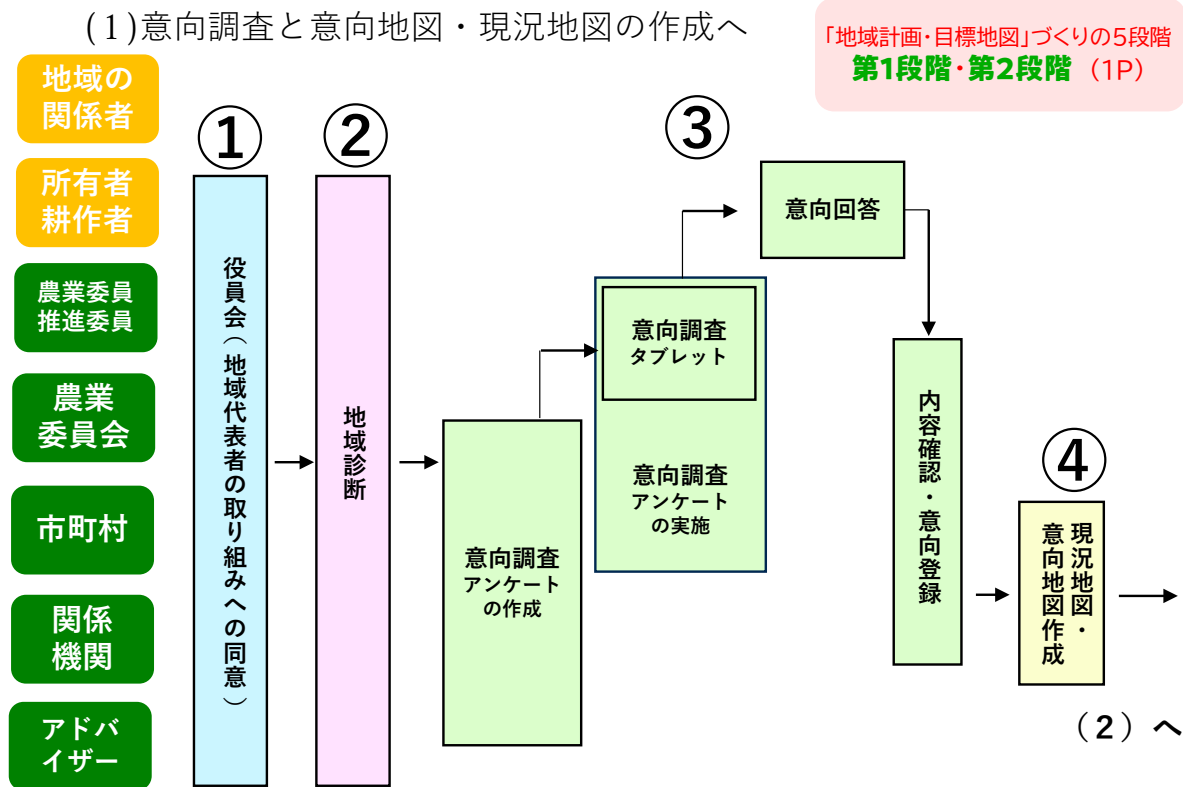 (1)意向調査と意向地図・現況地図の作成へ
「地域計画・目標地図」づくりの5段階
第1段階・第2段階 (1P)
地域の
関係者
所有者
耕作者
農業委員
推進委員
農業
委員会
市町村
関係
機関
アドバ
イザー
①
役員会(地域代表者の取り組みへの同意)
②
地域診断
意向調査
アンケート
の作成
③
意向調査
タブレット
意向調査
アンケート
の実施
意向回答
内容確認・意向登録
④
現況地図・
意向地図作成
(2)へ